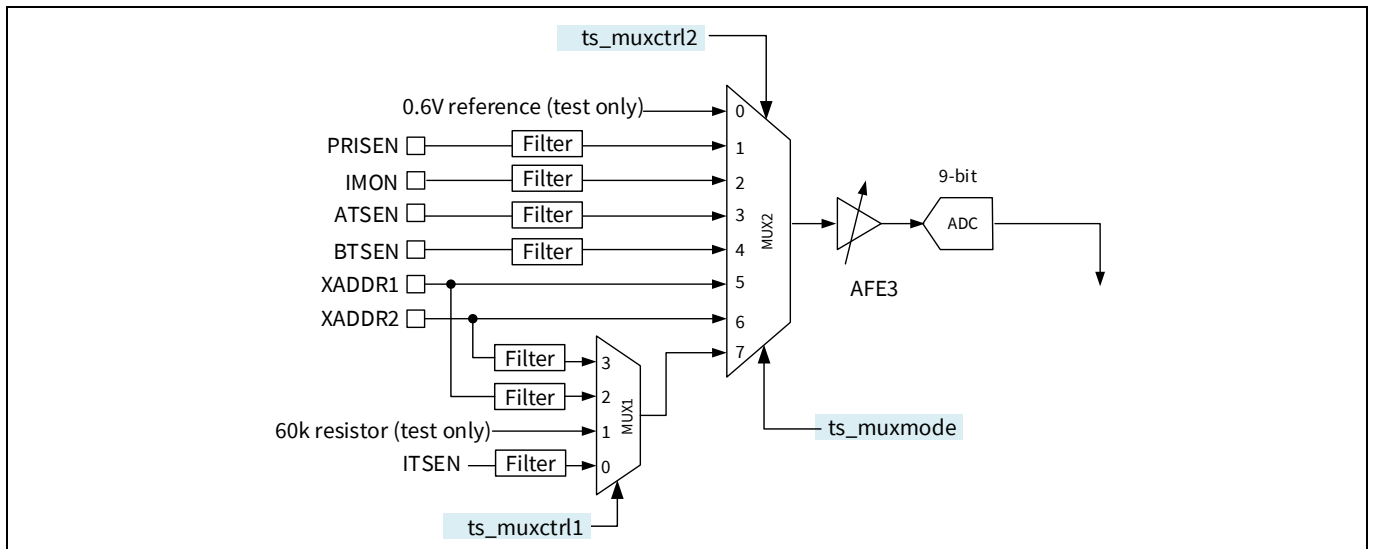 ts_muxctrl2
0.6V reference (test only)
0
PRISEN
Filter
1
IMON
Filter
2
ATSEN
Filter
3
BTSEN
Filter
4
XADDR1
5
XADDR2
6
7
MUX2
9-bit
ADC
AFE3
Filter
3
Filter
2
60k resistor (test only)
1
ITSEN
Filter
0
MUX1
ts_muxmode
ts_muxctrl1